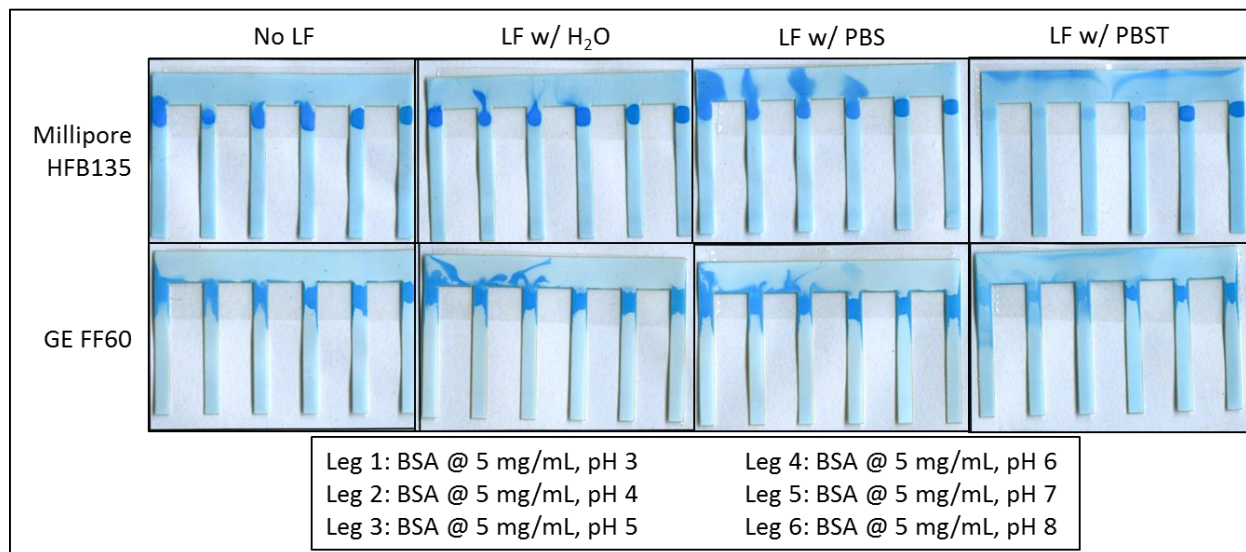 No LF
LF w/ H₂O
LF w/ PBS
LF w/ PBST
Millipore
HFB135
GE FF60
Leg 1: BSA @ 5 mg/mL, pH 3
Leg 2: BSA @ 5 mg/mL, pH 4
Leg 3: BSA @ 5 mg/mL, pH 5
Leg 4: BSA @ 5 mg/mL, pH 6
Leg 5: BSA @ 5 mg/mL, pH 7
Leg 6: BSA @ 5 mg/mL, pH 8